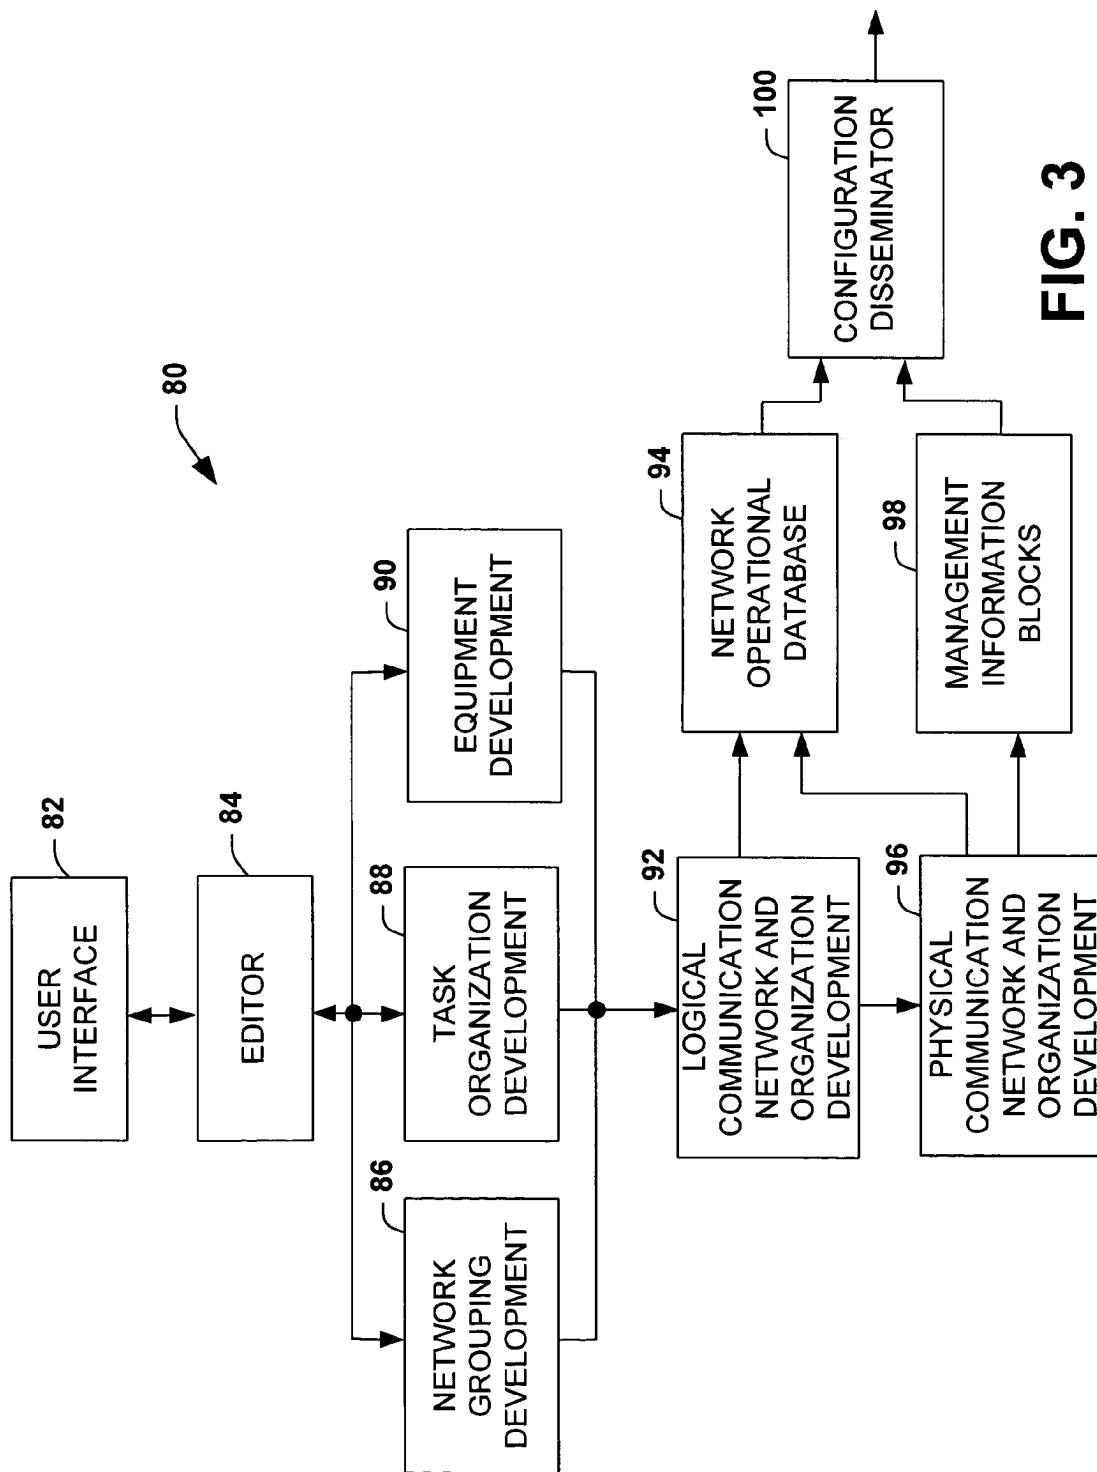 80
82
USER
INTERFACE
84
EDITOR
86
NETWORK
GROUPING
DEVELOPMENT
88
TASK
ORGANIZATION
DEVELOPMENT
90
EQUIPMENT
DEVELOPMENT
92
LOGICAL
COMMUNICATION
NETWORK AND
ORGANIZATION
DEVELOPMENT
94
NETWORK
OPERATIONAL
DATABASE
96
PHYSICAL
COMMUNICATION
NETWORK AND
ORGANIZATION
DEVELOPMENT
98
MANAGEMENT
INFORMATION
BLOCKS
100
CONFIGURATION
DISSEMINATOR
FIG. 3